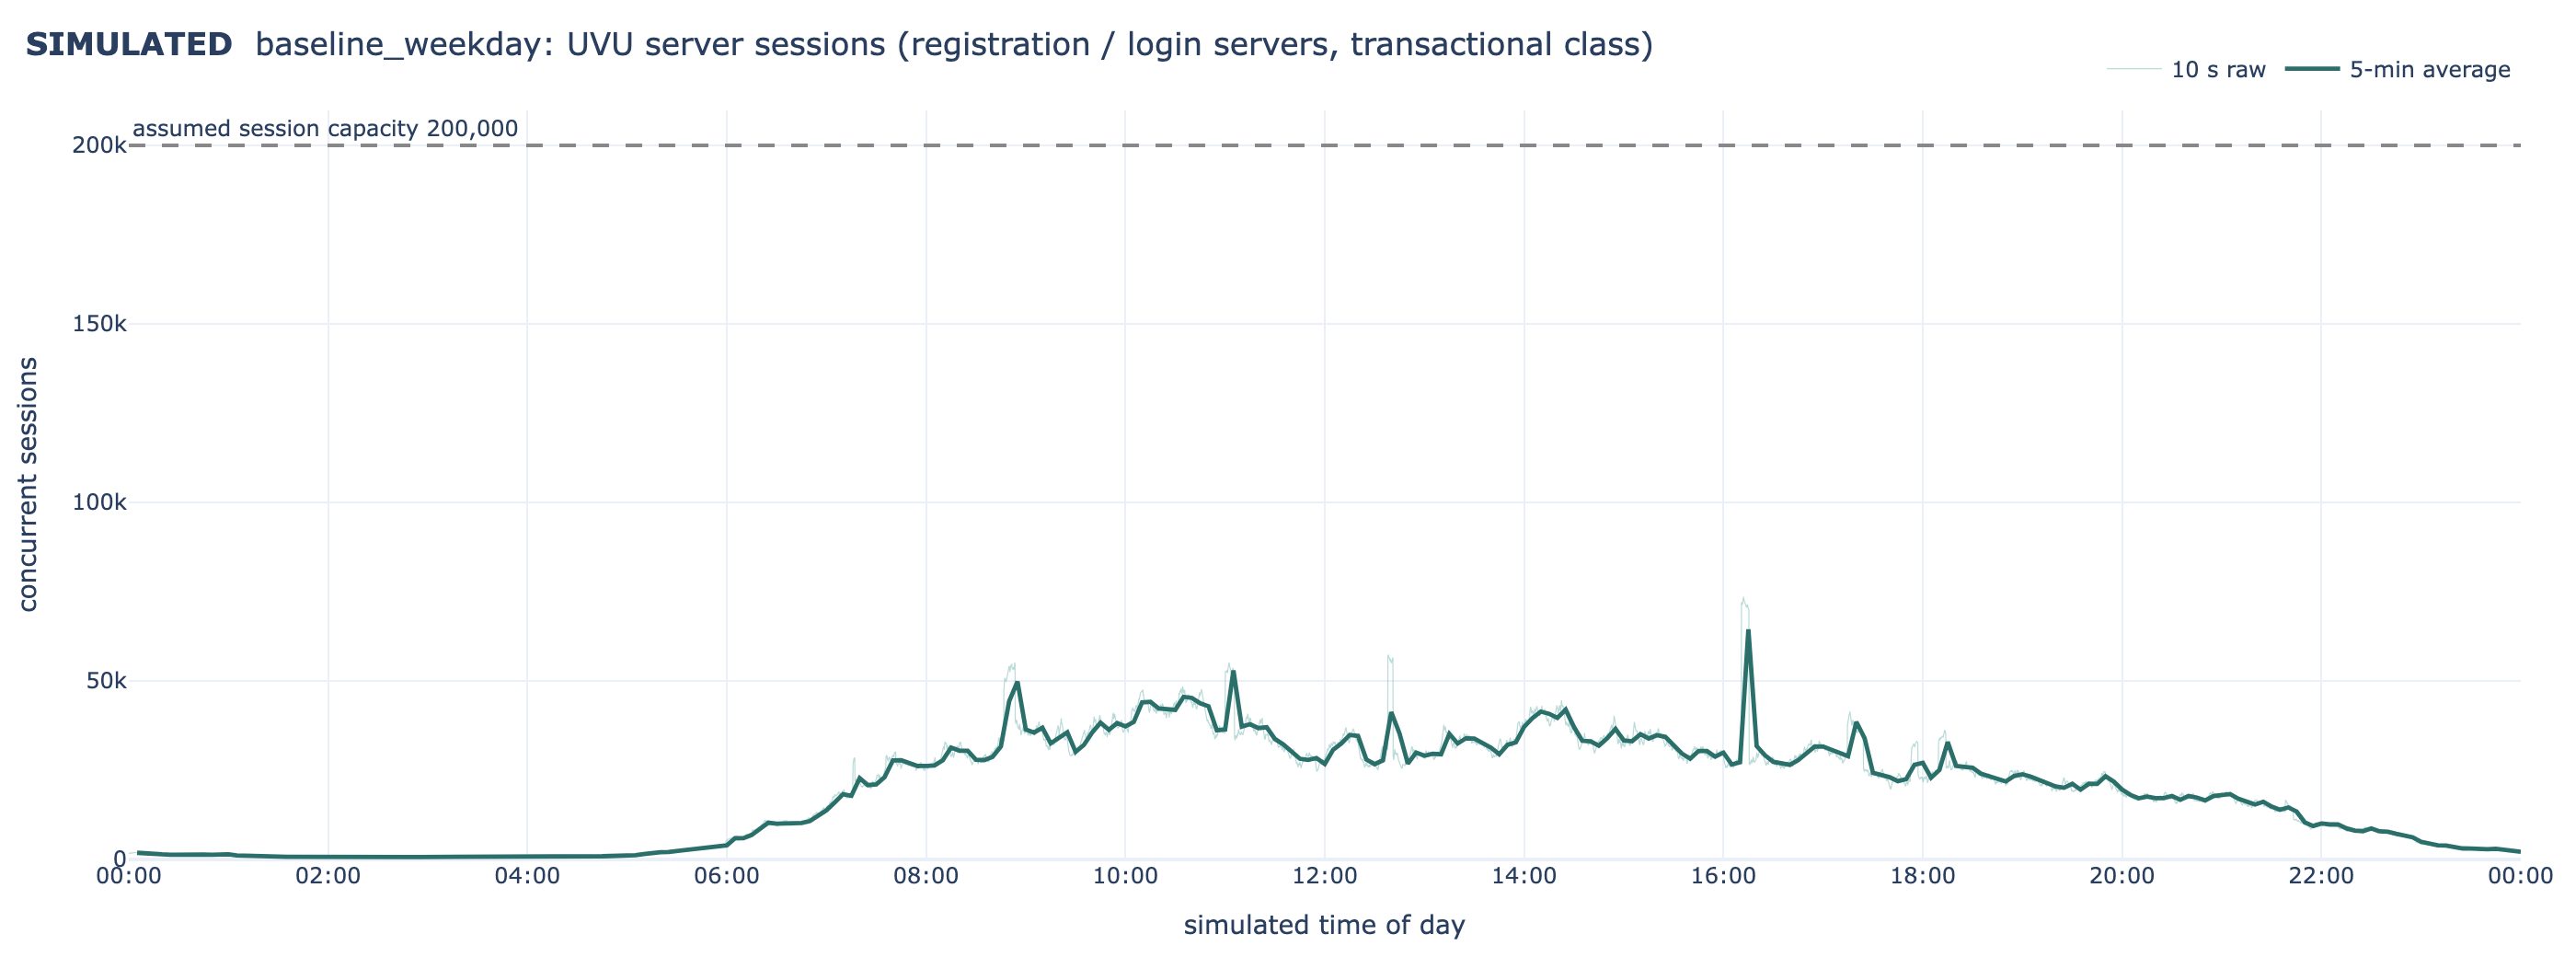 SIMULATED baseline_weekday: UVU server sessions (registration / login servers, transactional class)
10 s raw
5-min average
assumed session capacity 200,000
200k
150k
100k
50k
0
concurrent sessions
00:00 02:00 04:00 06:00 08:00 10:00 12:00 14:00 16:00 18:00 20:00 22:00 00:00
simulated time of day